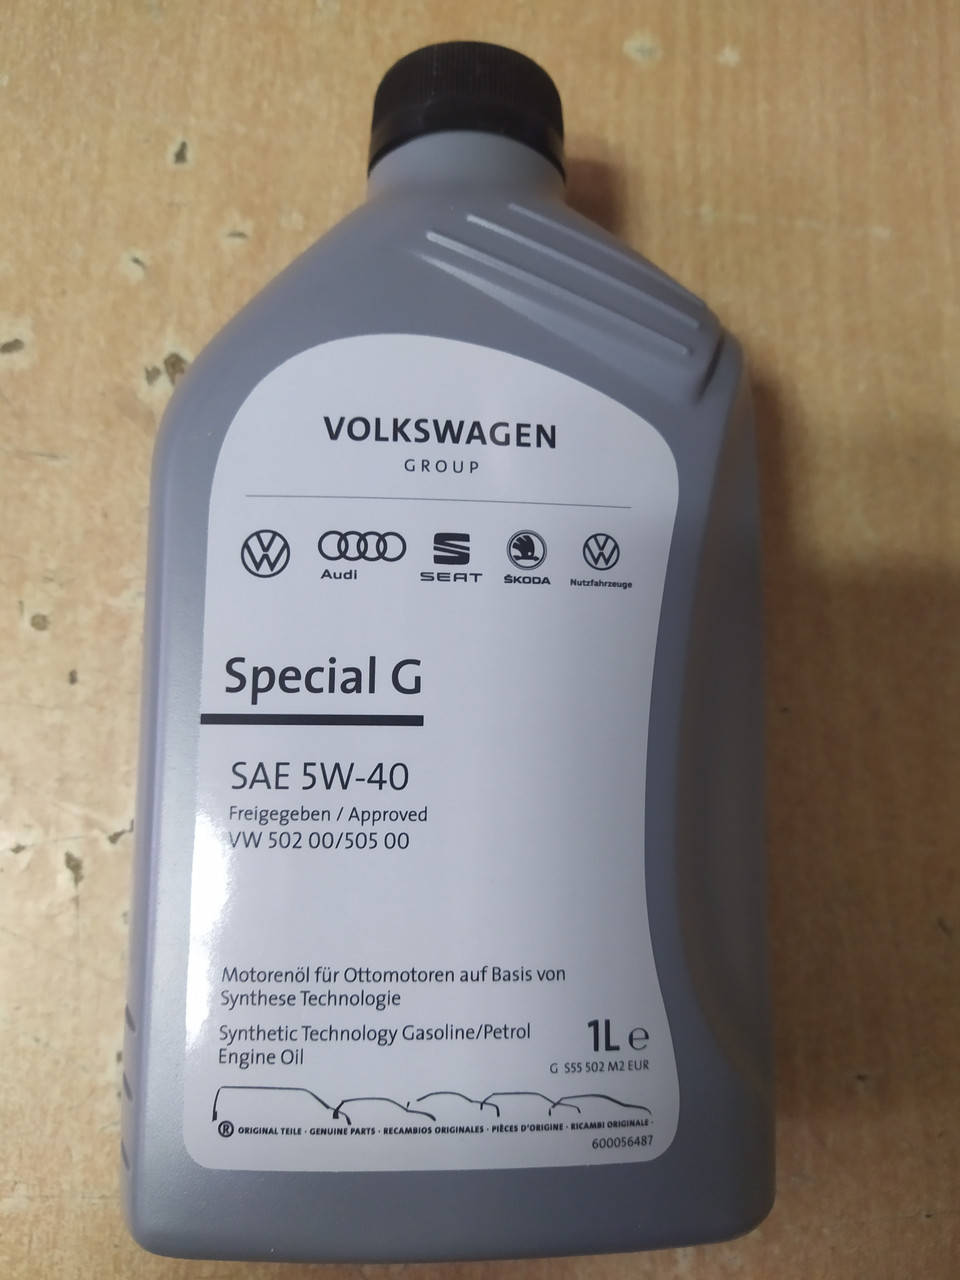 VOLKSWAGEN
GROUP
Audi
SEAT
ŠKODA
Nutzfahrzeuge
Special G
SAE 5W-40
Freigegeben / Approved
VW 502 00/505 00
Motorenöl für Ottomotoren auf Basis von
Synthese Technologie
Synthetic Technology Gasoline/Petrol
Engine Oil
1L e
G S55 502 M2 EUR
® ORIGINAL TEILE · GENUINE PARTS · RECAMBIOS ORIGINALES · PIÈCES D'ORIGINE · RICAMBI ORIGINALE ·
600056487